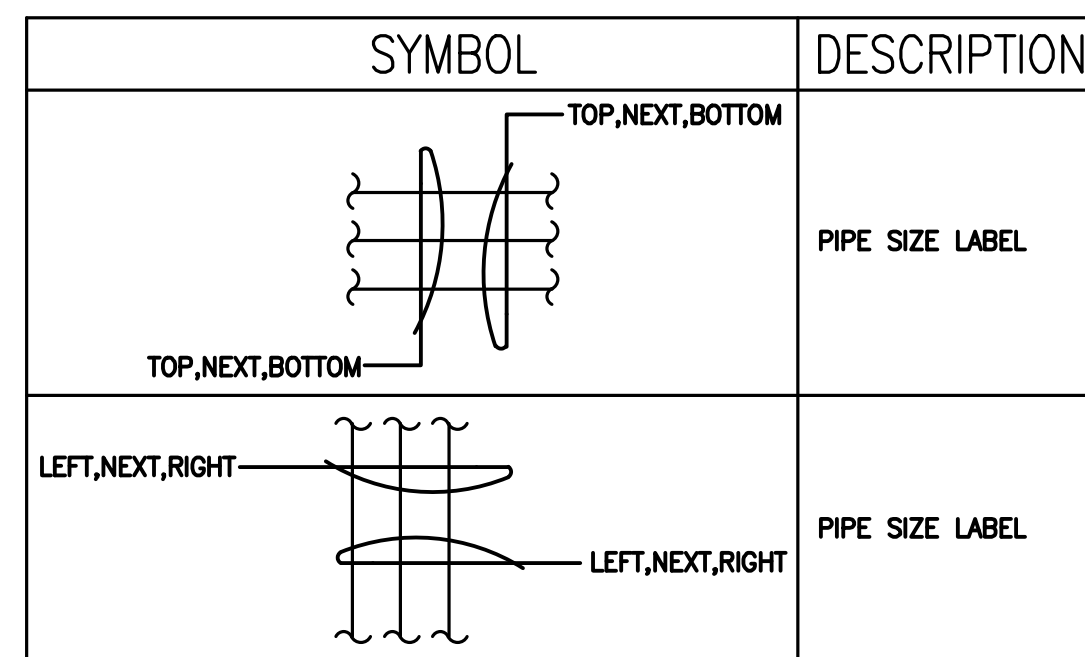 SYMBOL
DESCRIPTION
TOP,NEXT,BOTTOM
TOP,NEXT,BOTTOM
PIPE SIZE LABEL
LEFT,NEXT,RIGHT
LEFT,NEXT,RIGHT
PIPE SIZE LABEL